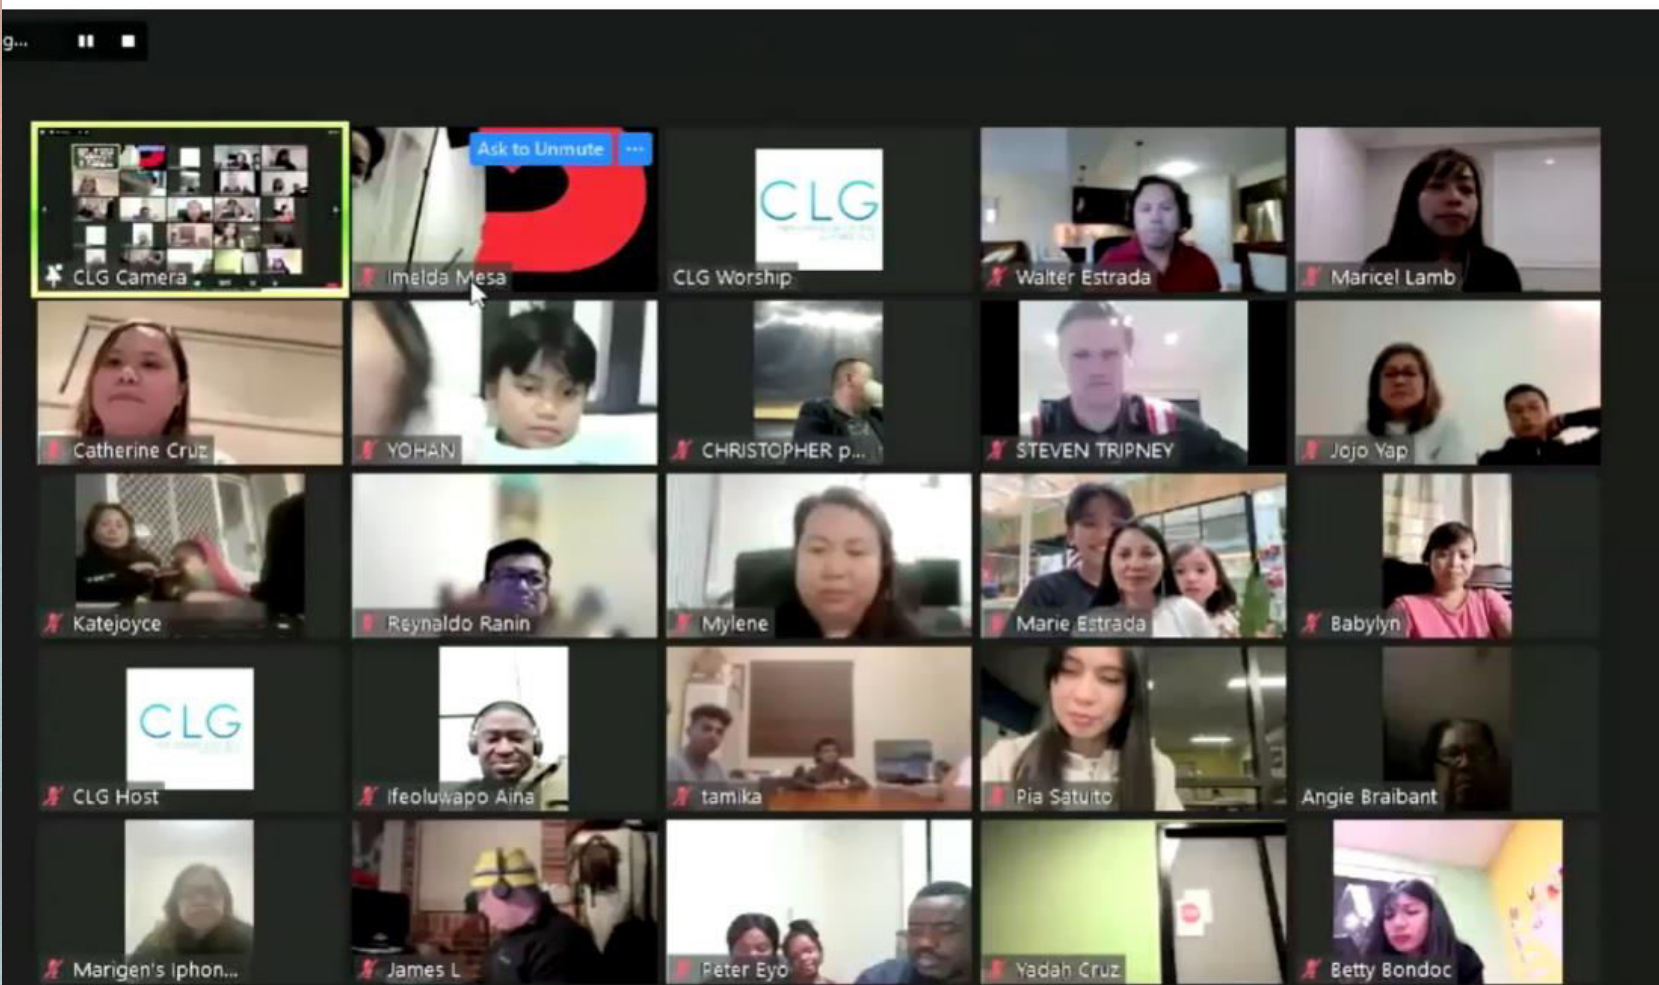 g...
Ask to Unmute ...
CLG
CLG Camera
Imelda Mesa
CLG Worship
Walter Estrada
Maricel Lamb
Catherine Cruz
YOHAN
CHRISTOPHER p...
STEVEN TRIPNEY
Jojo Yap
Katejoyce
Reynaldo Ranin
Mylene
Marie Estrada
Babylyn
CLG
CLG Host
Ifeoluwapo Aina
tamika
Pia Satuito
Angie Braibant
Marigen's iphon...
James L
Peter Eyo
Yadah Cruz
Betty Bondoc